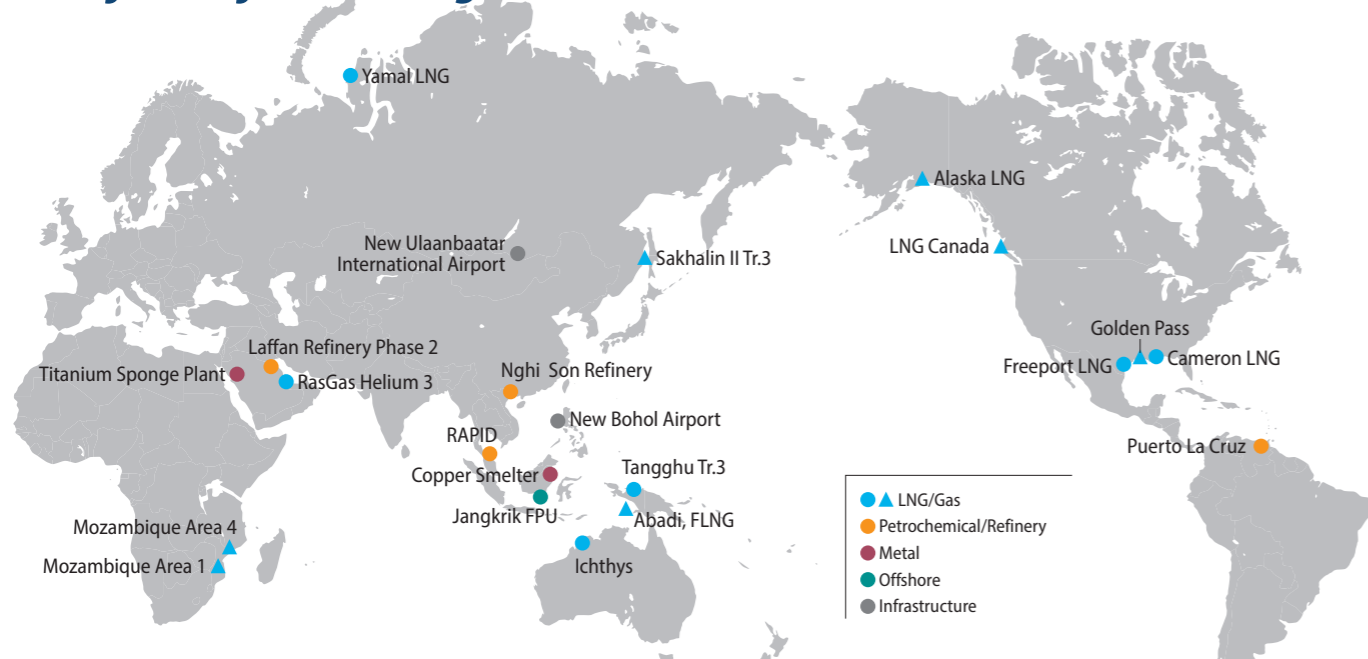 Yamal LNG
Alaska LNG
New Ulaanbaatar
International Airport
Sakhalin II Tr.3
LNG Canada
Golden Pass
Laffan Refinery Phase 2
Titanium Sponge Plant
RasGas Helium 3
Nghi Son Refinery
Freeport LNG
Cameron LNG
New Bohol Airport
RAPID
Puerto La Cruz
Copper Smelter
Tangghu Tr.3
Jangkrik FPU
Abadi, FLNG
Mozambique Area 4
Mozambique Area 1
Ichthys
LNG/Gas
Petrochemical/Refinery
Metal
Offshore
Infrastructure